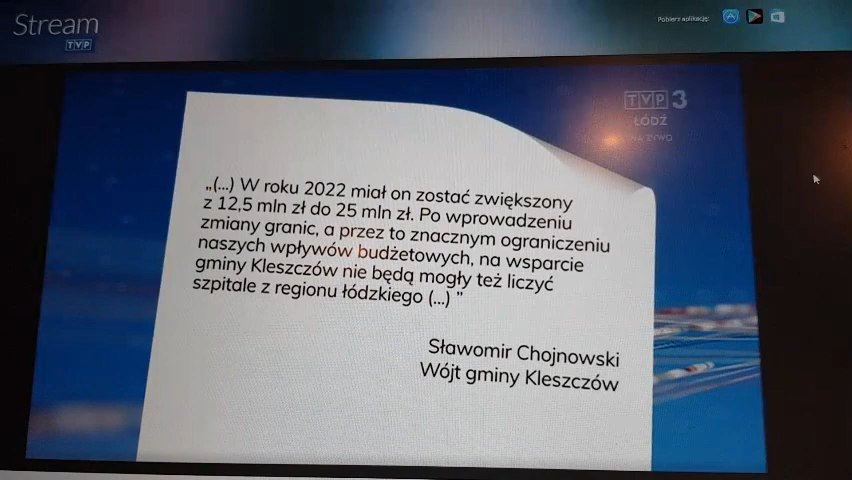 Stream
TVP
Pobierz aplikację:
TVP 3
ŁÓDŹ
NA ŻYWO
„(...) W roku 2022 miał on zostać zwiększony
z 12,5 mln zł do 25 mln zł. Po wprowadzeniu
zmiany granic, a przez to znacznym ograniczeniu
naszych wpływów budżetowych, na wsparcie
gminy Kleszczów nie będą mogły też liczyć
szpitale z regionu łódzkiego (...) "
Sławomir Chojnowski
Wójt gminy Kleszczów